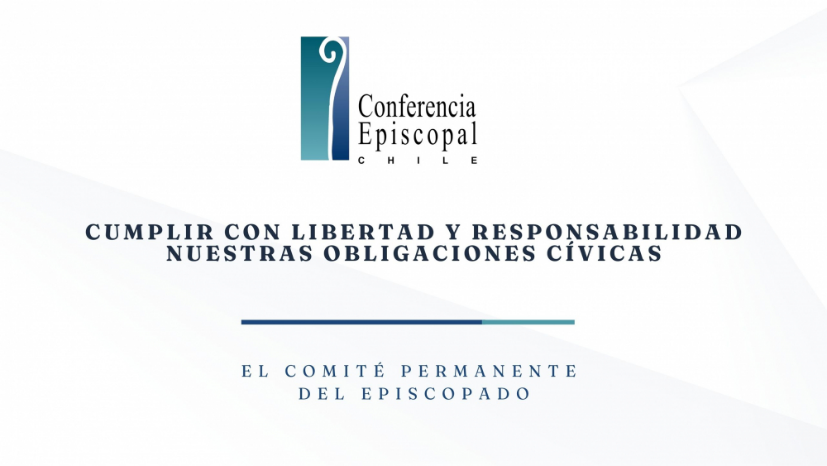 Conferencia
Episcopal
CHILE
CUMPLIR CON LIBERTAD Y RESPONSABILIDAD
NUESTRAS OBLIGACIONES CÍVICAS
EL COMITÉ PERMANENTE
DEL EPISCOPADO